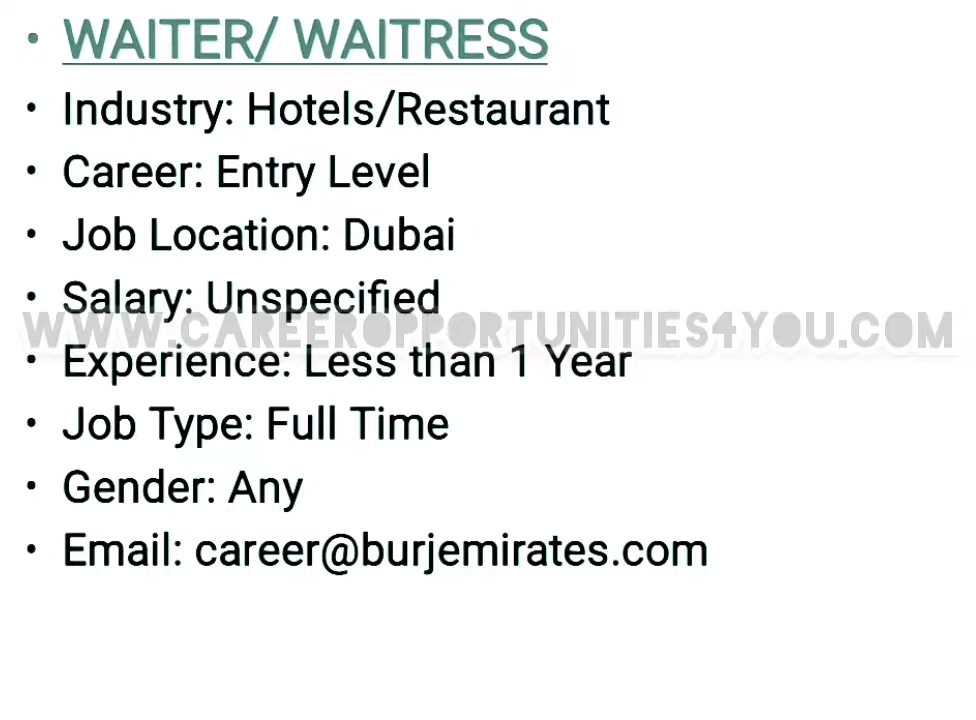 • WAITER/ WAITRESS
• Industry: Hotels/Restaurant
• Career: Entry Level
• Job Location: Dubai
• Salary: Unspecified
WWW.CAREEROPPORTUNITIES4YOU.COM
• Experience: Less than 1 Year
• Job Type: Full Time
• Gender: Any
• Email: career@burjemirates.com